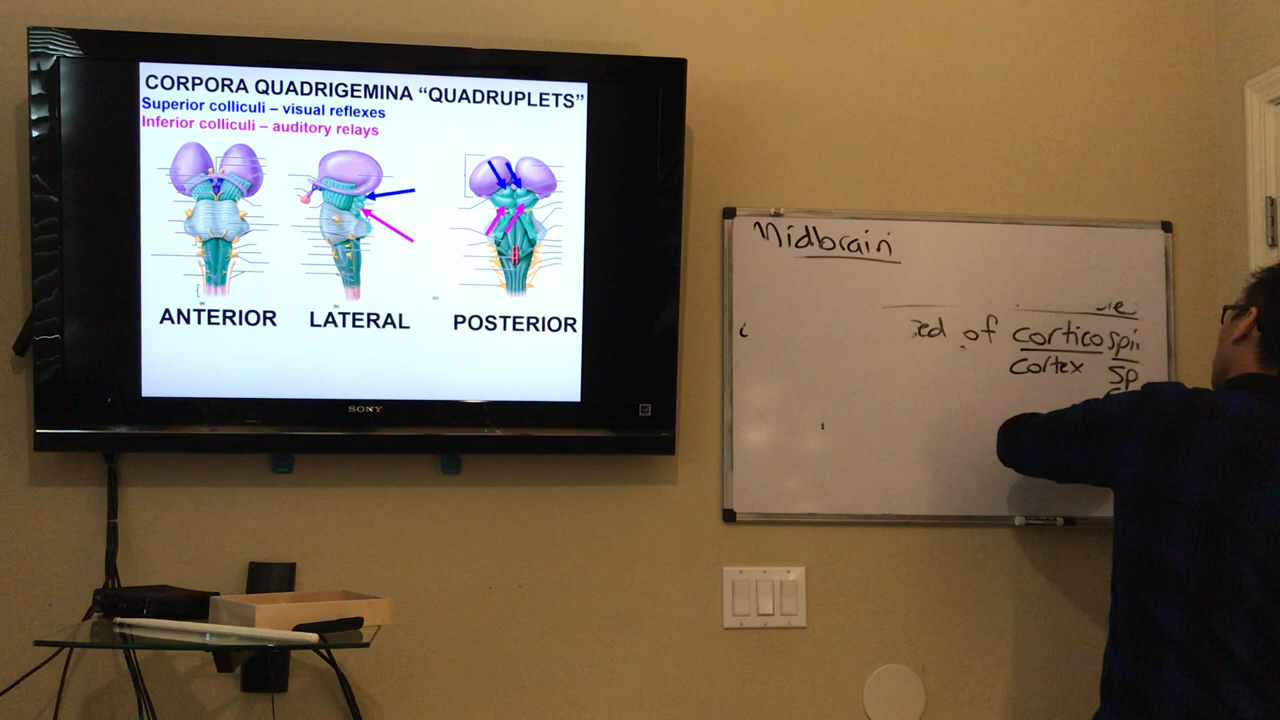 CORPORA QUADRIGEMINA “QUADRUPLETS”
Superior colliculi – visual reflexes
Inferior colliculi – auditory relays
ANTERIOR
LATERAL
POSTERIOR
SONY
Midbrain
of corticospi
cortex sp